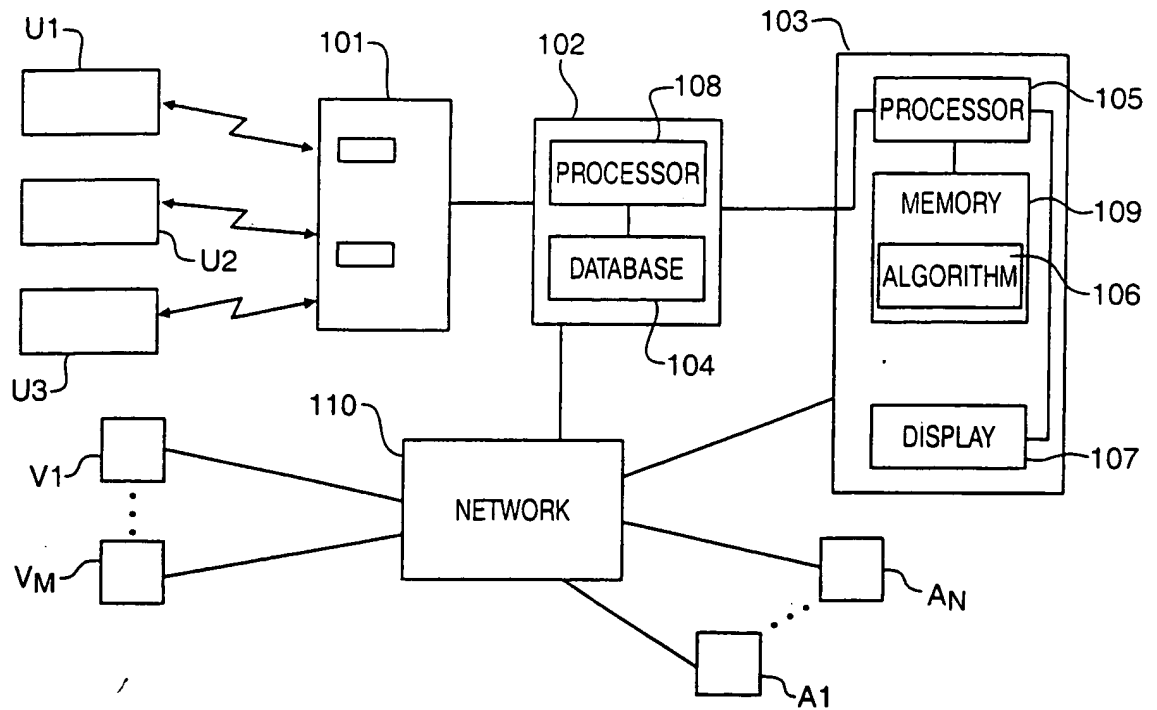 U1
101
102
103
108
PROCESSOR
105
PROCESSOR
MEMORY
109
U2
DATABASE
ALGORITHM
106
U3
104
110
DISPLAY
107
V1
NETWORK
VM
AN
A1